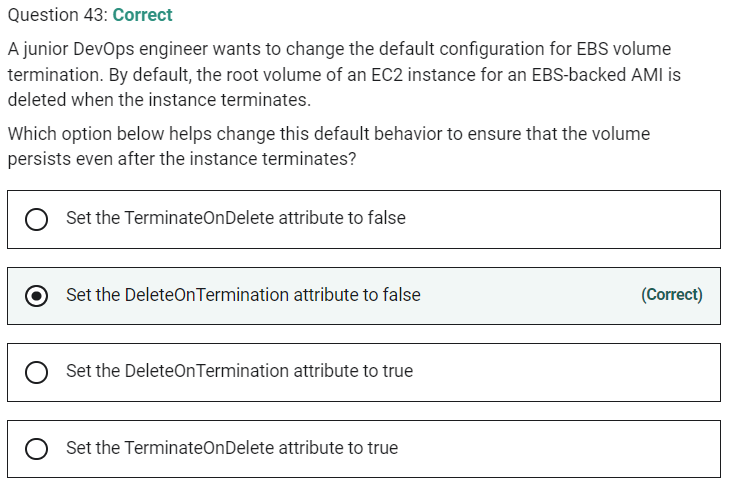 Question 43: Correct
A junior DevOps engineer wants to change the default configuration for EBS volume
termination. By default, the root volume of an EC2 instance for an EBS-backed AMI is
deleted when the instance terminates.
Which option below helps change this default behavior to ensure that the volume
persists even after the instance terminates?
Set the TerminateOnDelete attribute to false
Set the DeleteOnTermination attribute to false (Correct)
Set the DeleteOnTermination attribute to true
Set the TerminateOnDelete attribute to true